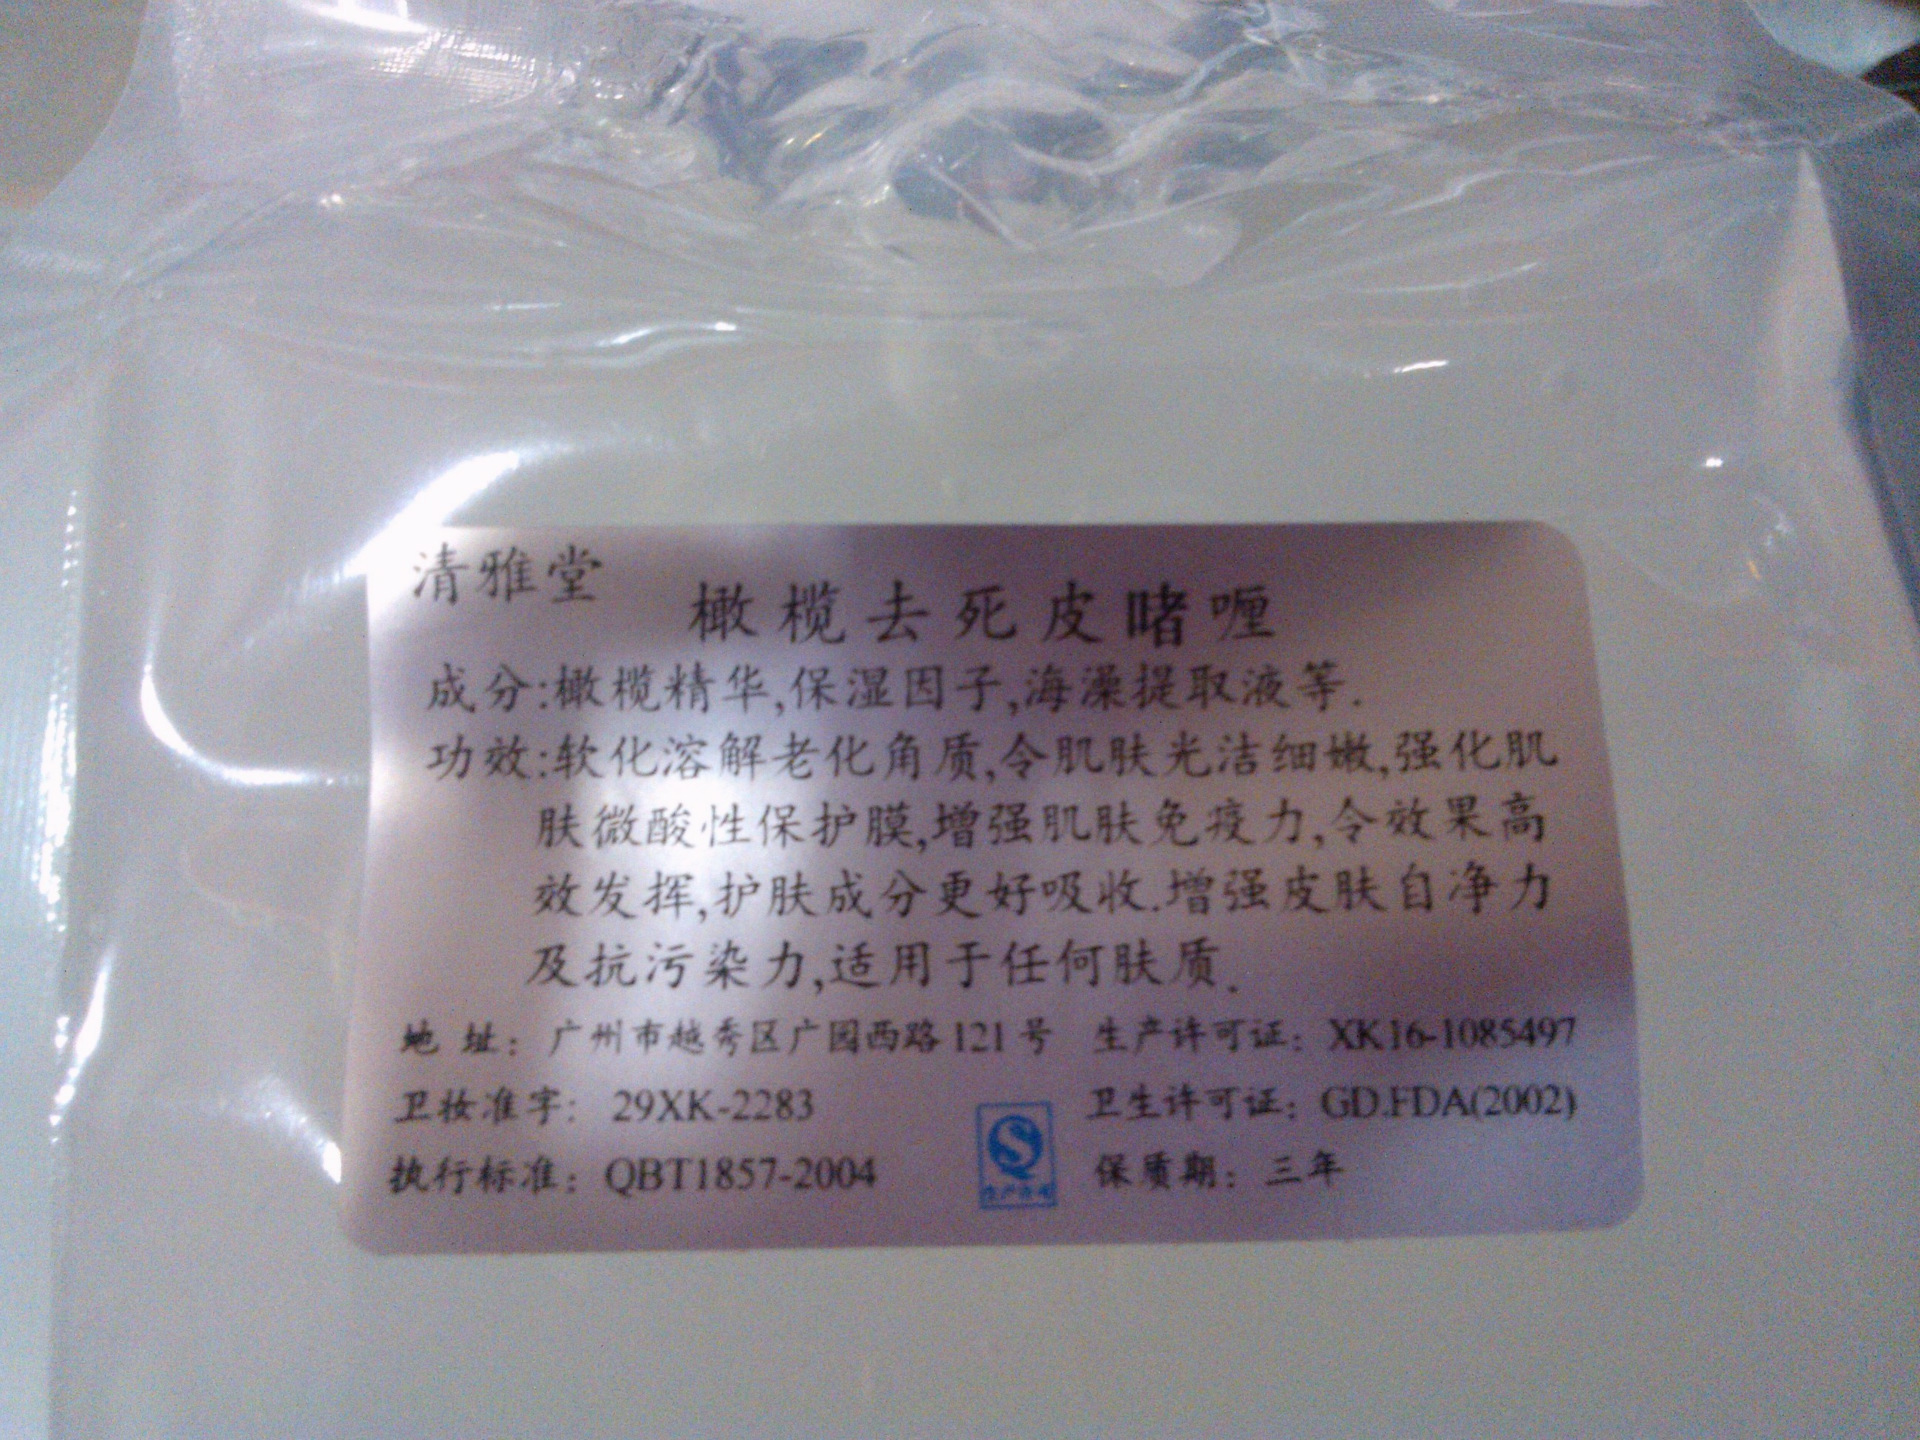 清雅堂
橄榄去死皮啫喱
成分:橄榄精华,保湿因子,海藻提取液等.
功效:软化溶解老化角质,令肌肤光洁细嫩,强化肌
肤微酸性保护膜,增强肌肤免疫力,令效果高
效发挥,护肤成分更好吸收.增强皮肤自净力
及抗污染力,适用于任何肤质.
地 址：广州市越秀区广园西路121号 生产许可证：XK16-1085497
卫妆准字：29XK-2283 卫生许可证：GD.FDA(2002)
执行标准：QBT1857-2004 保质期：三年
生产许可